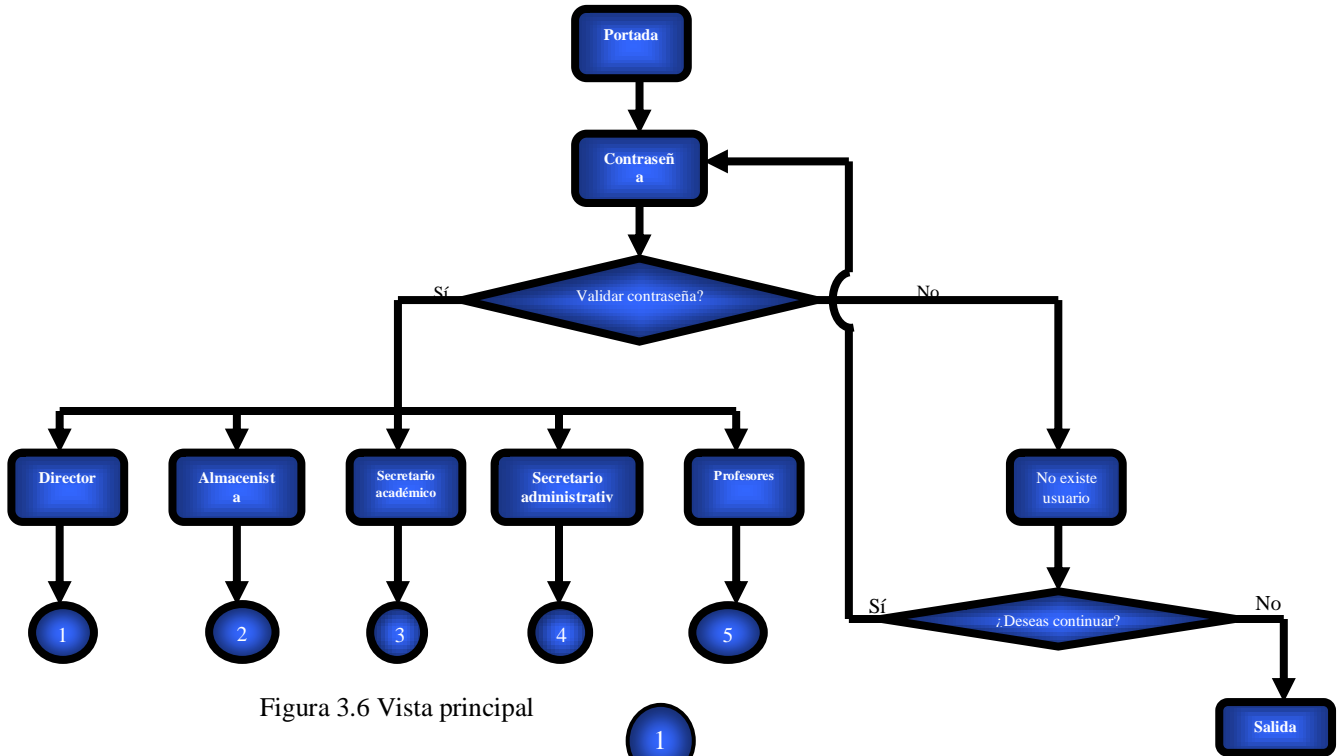 Portada
Contraseñ
a
Validar contraseña?
Sí
No
Director
Almacenist
a
Secretario
académico
Secretario
administrativ
Profesores
No existe
usuario
1
2
3
4
5
Sí
¿Deseas continuar?
No
Figura 3.6 Vista principal
1
Salida